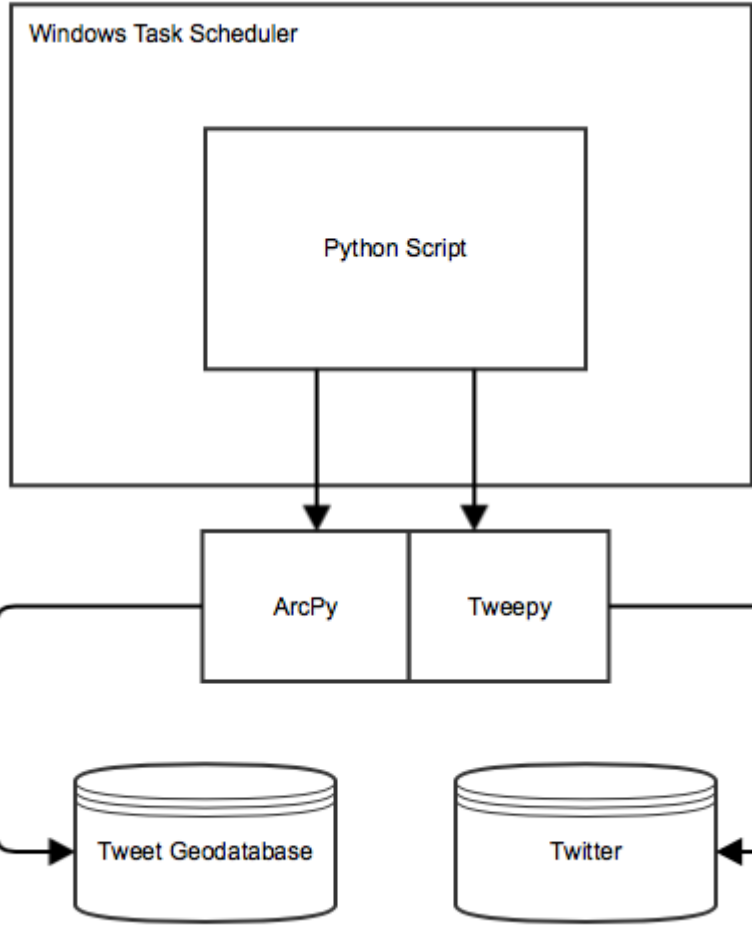 Windows Task Scheduler
Python Script
ArcPy
Tweepy
Tweet Geodatabase
Twitter